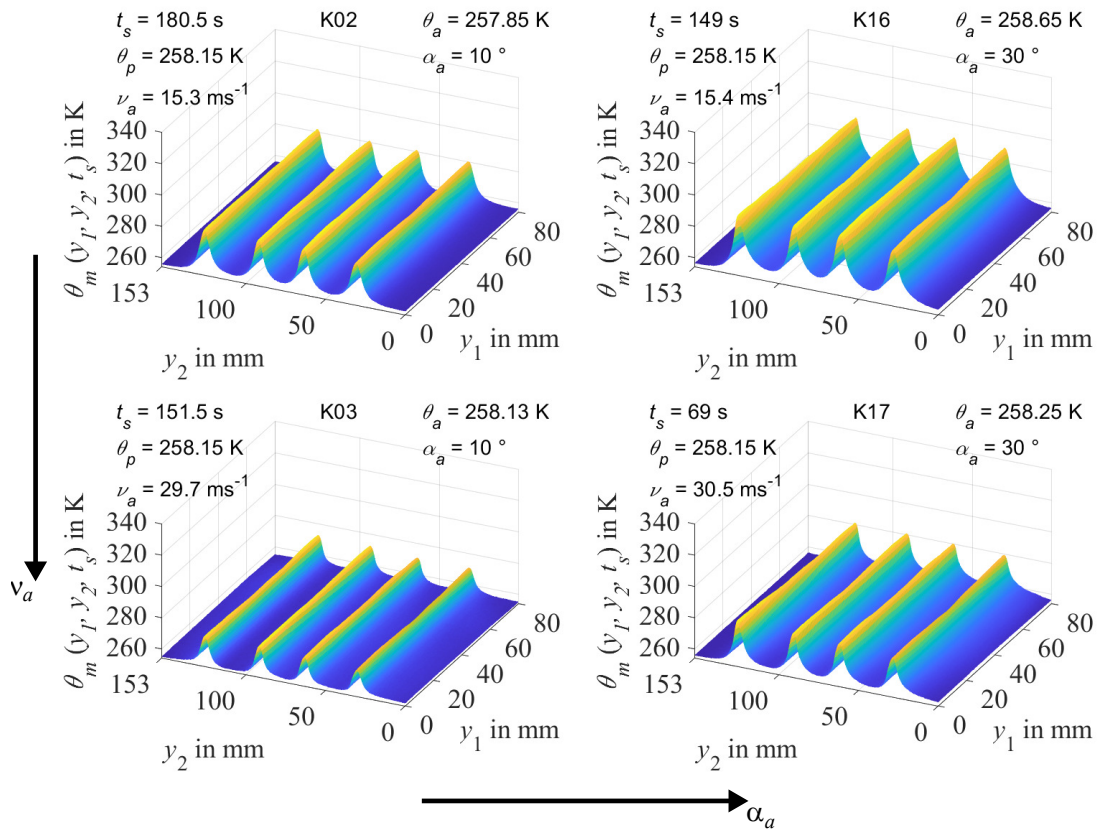 t_s = 180.5 s K02 θ_a = 257.85 K
θ_p = 258.15 K α_a = 10 °
ν_a = 15.3 ms^-1
θ_m (y_1, y_2, t_s) in K
340
320
300
280
260
153 100 50 0
y_2 in mm
0 20 40 60 80
y_1 in mm
t_s = 149 s K16 θ_a = 258.65 K
θ_p = 258.15 K α_a = 30 °
ν_a = 15.4 ms^-1
θ_m (y_1, y_2, t_s) in K
340
320
300
280
260
153 100 50 0
y_2 in mm
0 20 40 60 80
y_1 in mm
t_s = 151.5 s K03 θ_a = 258.13 K
θ_p = 258.15 K α_a = 10 °
ν_a = 29.7 ms^-1
θ_m (y_1, y_2, t_s) in K
340
320
300
280
260
153 100 50 0
y_2 in mm
0 20 40 60 80
y_1 in mm
t_s = 69 s K17 θ_a = 258.25 K
θ_p = 258.15 K α_a = 30 °
ν_a = 30.5 ms^-1
θ_m (y_1, y_2, t_s) in K
340
320
300
280
260
153 100 50 0
y_2 in mm
0 20 40 60 80
y_1 in mm
ν_a
α_a